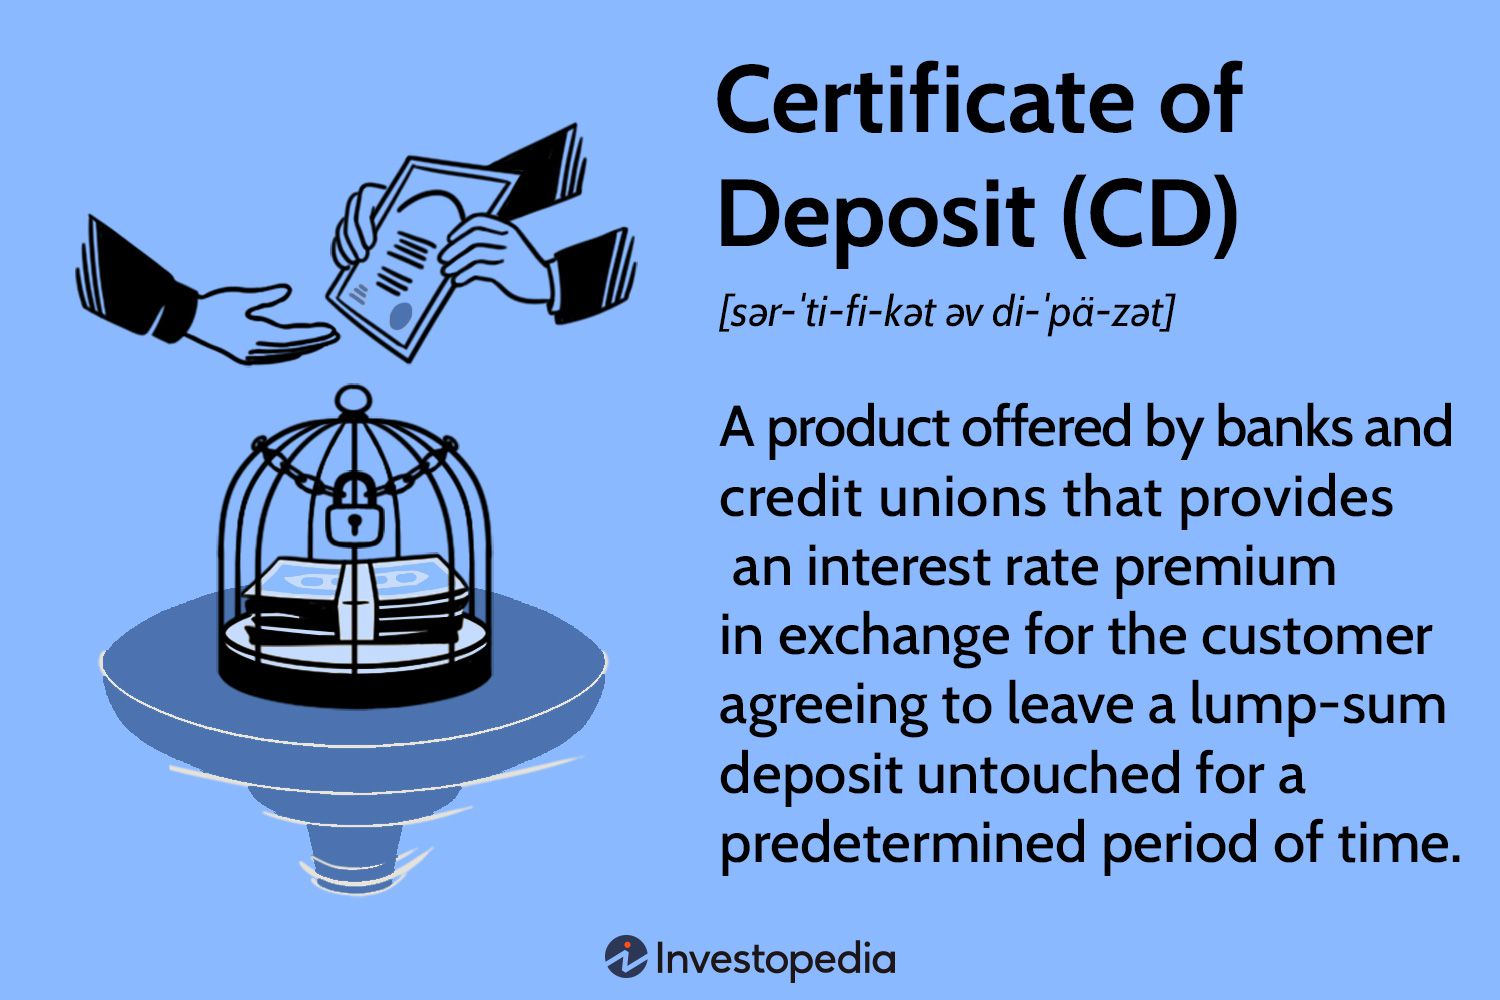 Certificate of
Deposit (CD)
[sər-ˈti-fi-kət əv di-ˈpä-zət]
A product offered by banks and
credit unions that provides
an interest rate premium
in exchange for the customer
agreeing to leave a lump-sum
deposit untouched for a
predetermined period of time.
Investopedia